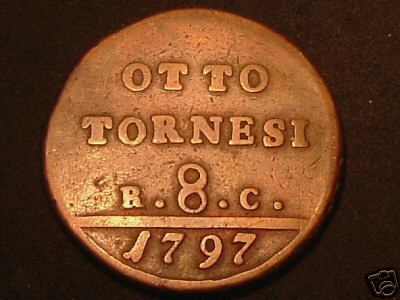 OTTO
TORNESI
R. 8. C.
1797